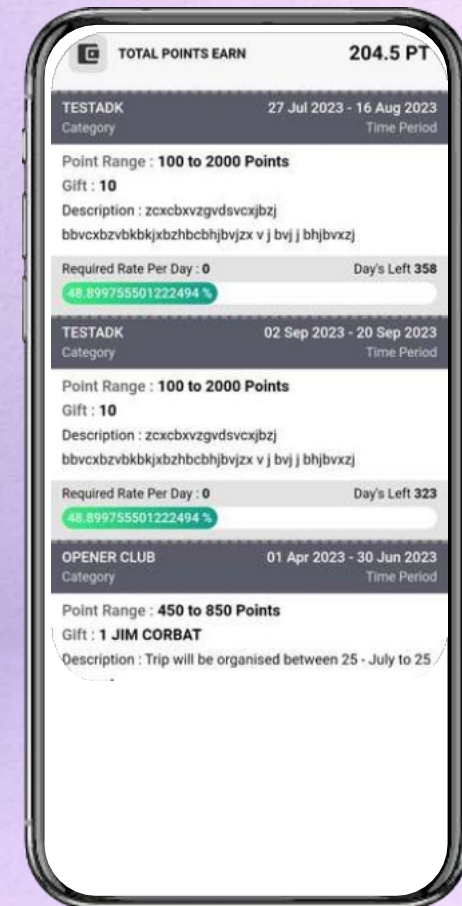 TOTAL POINTS EARN 204.5 PT
TESTADK 27 Jul 2023 - 16 Aug 2023
Category Time Period
Point Range : 100 to 2000 Points
Gift : 10
Description : zcxcbxvzgvdsvcxjbzj
bbvcxbzvbkbkjxbzhbcbhjbvjzx v j bvj j bhjbvxzj
Required Rate Per Day : 0 Day's Left 358
48.899755501222494 %
TESTADK 02 Sep 2023 - 20 Sep 2023
Category Time Period
Point Range : 100 to 2000 Points
Gift : 10
Description : zcxcbxvzgvdsvcxjbzj
bbvcxbzvbkbkjxbzhbcbhjbvjzx v j bvj j bhjbvxzj
Required Rate Per Day : 0 Day's Left 323
48.899755501222494 %
OPENER CLUB 01 Apr 2023 - 30 Jun 2023
Category Time Period
Point Range : 450 to 850 Points
Gift : 1 JIM CORBAT
Description : Trip will be organised between 25 - July to 25